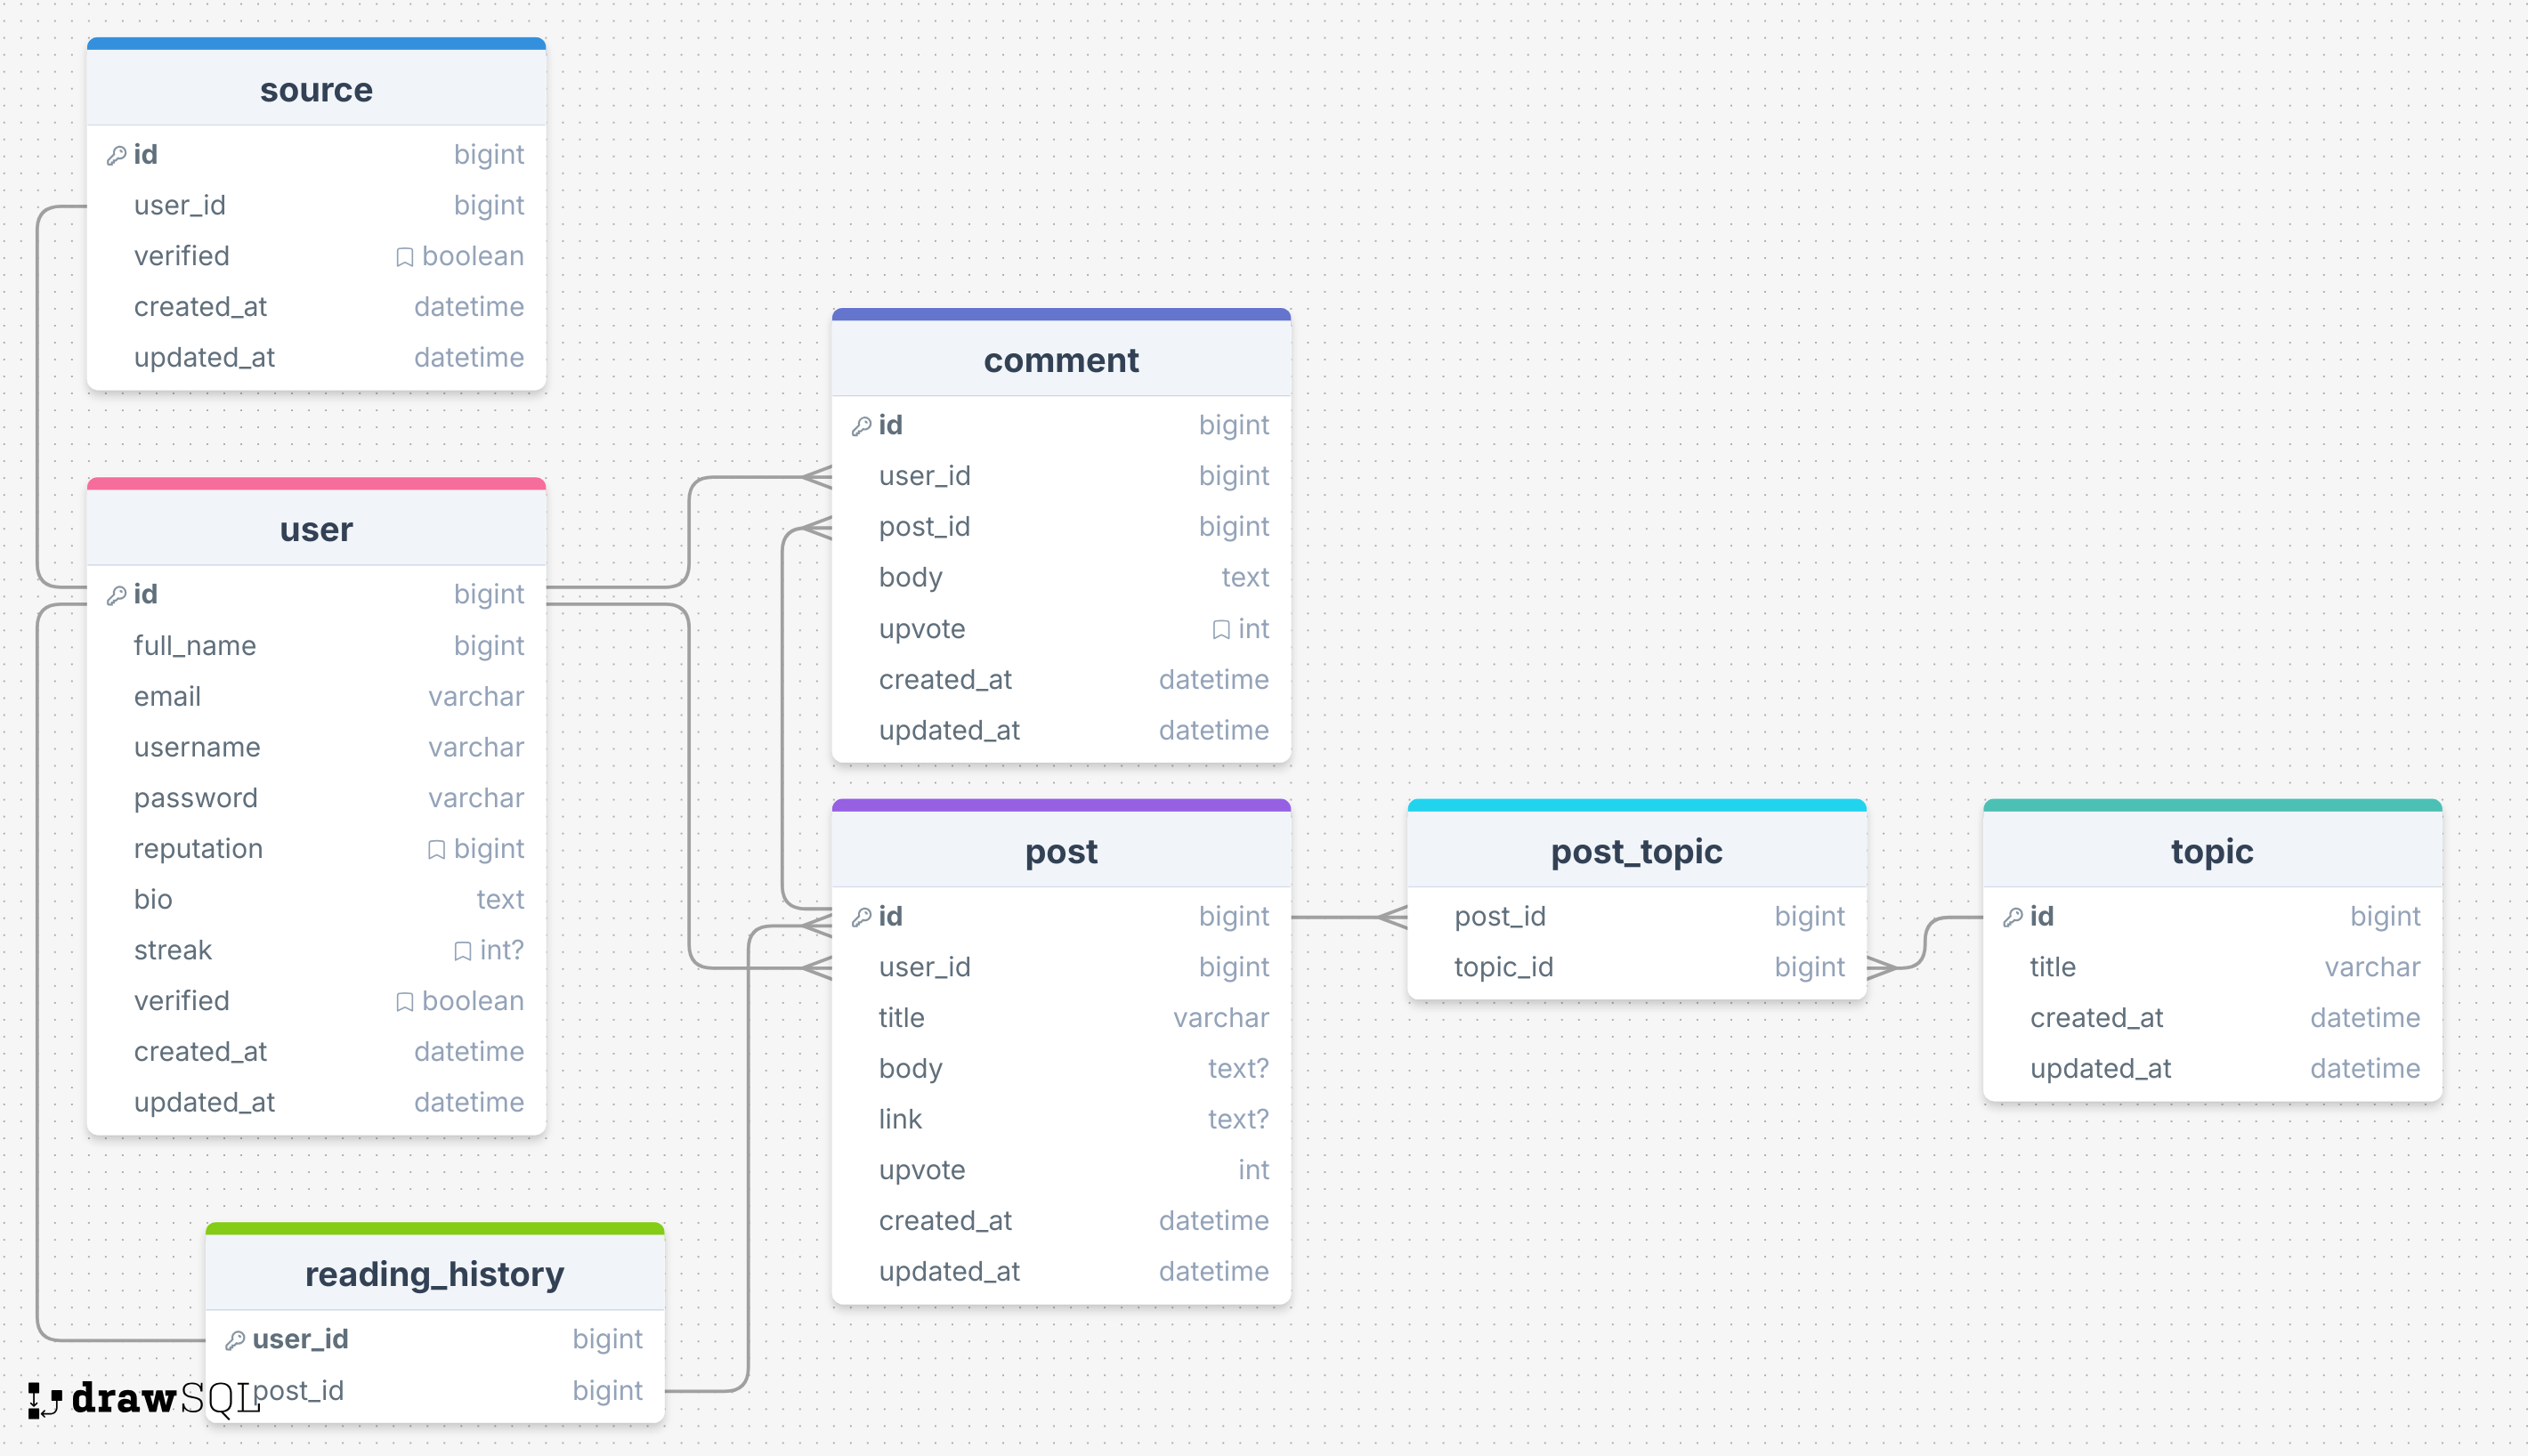 source
id bigint
user_id bigint
verified boolean
created_at datetime
updated_at datetime
user
id bigint
full_name bigint
email varchar
username varchar
password varchar
reputation bigint
bio text
streak int?
verified boolean
created_at datetime
updated_at datetime
reading_history
user_id bigint
post_id bigint
drawSQL
comment
id bigint
user_id bigint
post_id bigint
body text
upvote int
created_at datetime
updated_at datetime
post
id bigint
user_id bigint
title varchar
body text?
link text?
upvote int
created_at datetime
updated_at datetime
post_topic
post_id bigint
topic_id bigint
topic
id bigint
title varchar
created_at datetime
updated_at datetime